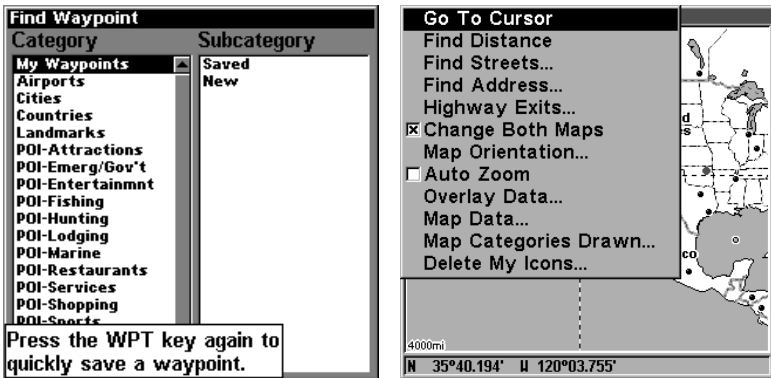 Find Waypoint
Category Subcategory
My Waypoints
Airports
Cities
Countries
Landmarks
POI-Attractions
POI-Emerg/Gov't
POI-Entertainmnt
POI-Fishing
POI-Hunting
POI-Lodging
POI-Marine
POI-Restaurants
POI-Services
POI-Shopping
POI-Sports
Saved
New
Press the WPT key again to
quickly save a waypoint.
Go To Cursor
Find Distance
Find Streets...
Find Address...
Highway Exits...
Change Both Maps
Map Orientation...
Auto Zoom
Overlay Data...
Map Data...
Map Categories Drawn...
Delete My Icons...
d
s
co
4000mi
N 35°40.194' W 120°03.755'